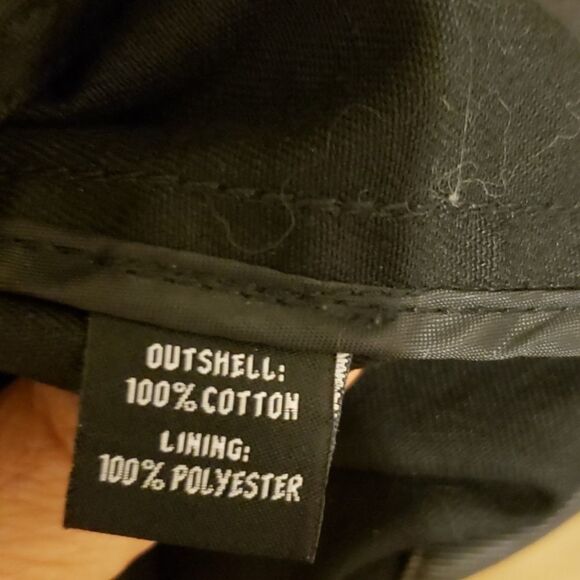 OUTSHELL:
100% COTTON
LINING:
100% POLYESTER